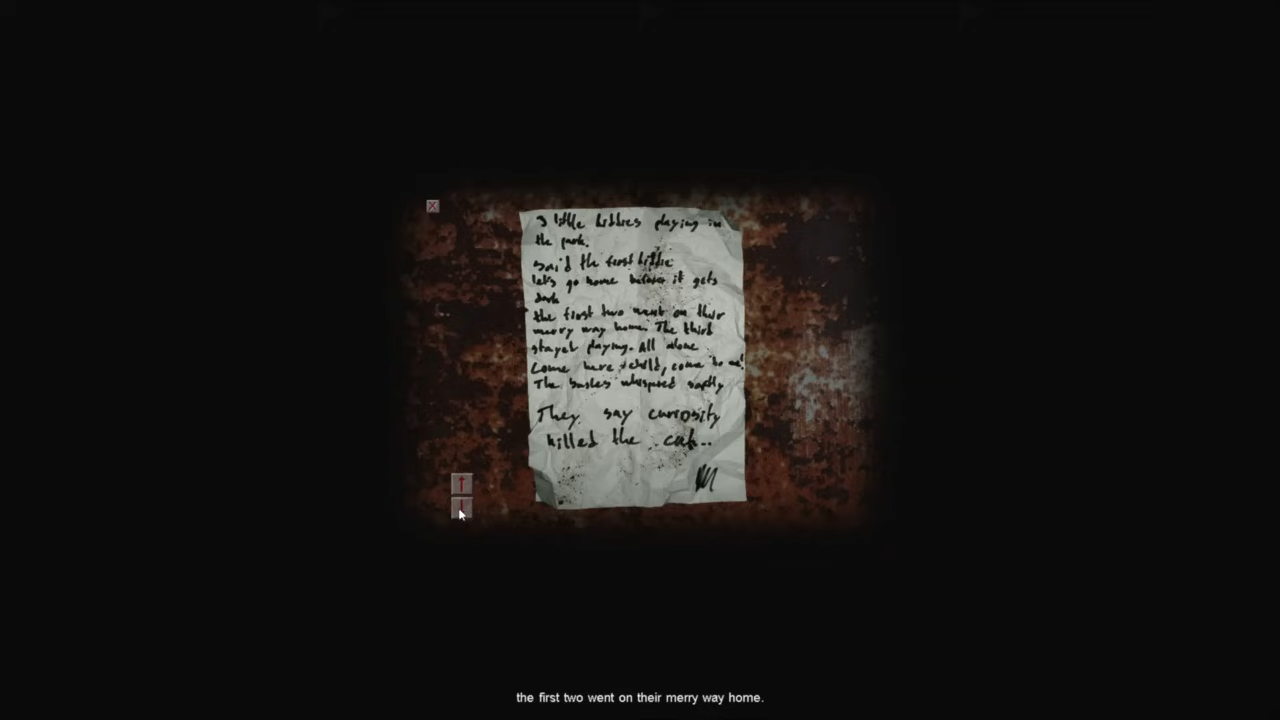 3 little kiddies playing in
the park.
said the first kiddie
let's go home before it gets
dark
the first two went on their
merry way home. The third
stayed playing. All alone
Come here child, come to me!
The bushes whispered softly
They say curiosity
killed the cat..
the first two went on their merry way home.